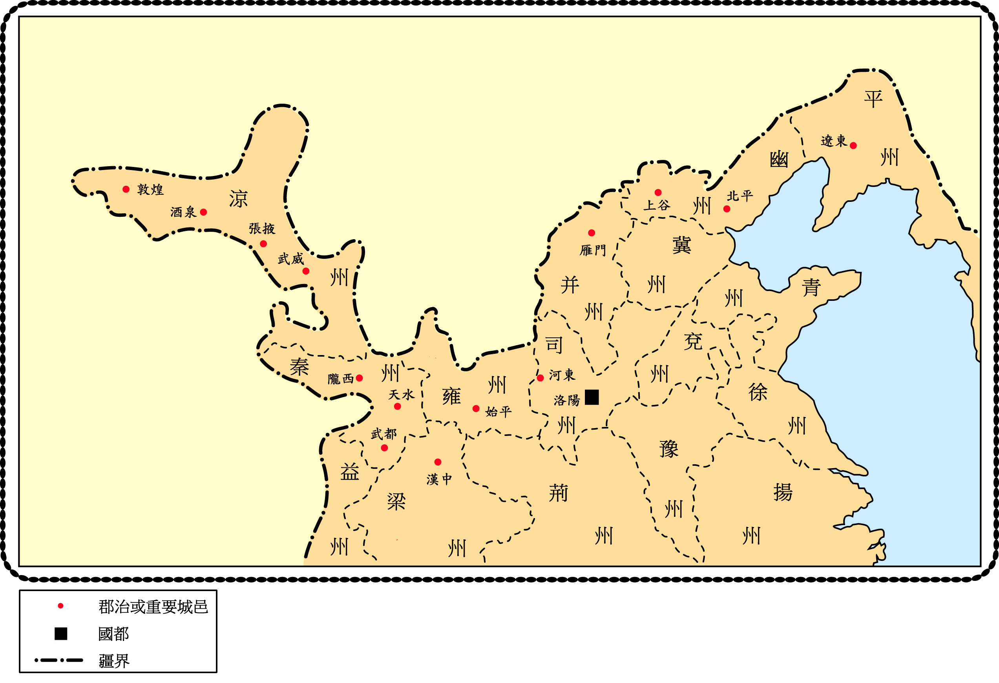 平州
遼東
幽州
上谷
北平
敦煌
酒泉
涼州
張掖
武威
雁門
冀州
并州
青州
司州
兗州
秦州
隴西
河東
雍州
天水
始平
洛陽
徐州
武都
豫州
益州
漢中
梁州
荊州
揚州
郡治或重要城邑
國都
疆界